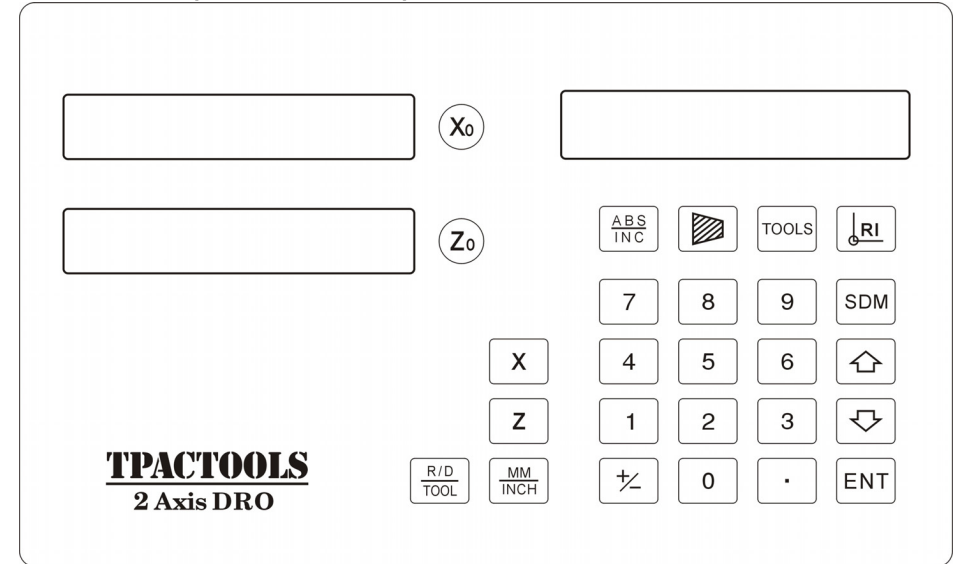 X0
Z0
ABS
INC
TOOLS
RI
7
8
9
SDM
X
4
5
6
Z
1
2
3
TPACTOOLS
2 Axis DRO
R/D
TOOL
MM
INCH
+/−
0
.
ENT